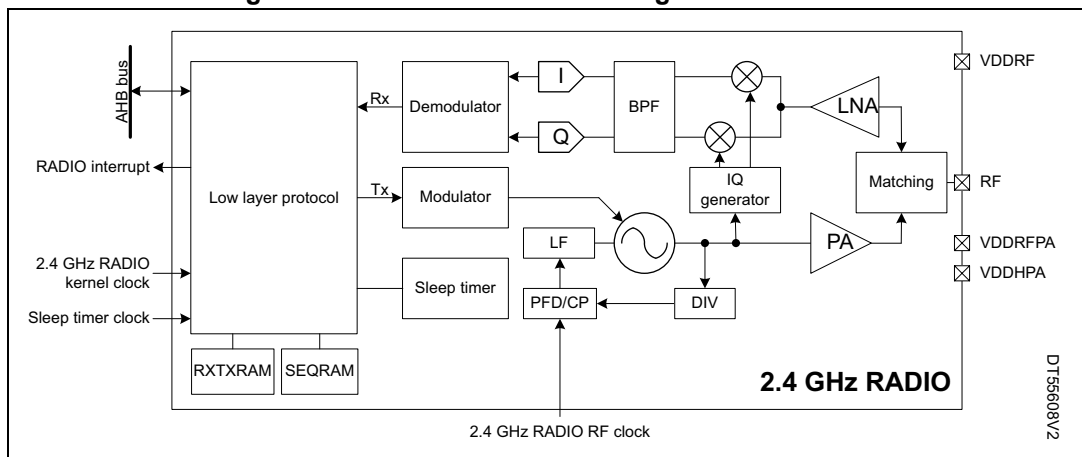 AHB bus
RADIO interrupt
2.4 GHz RADIO
kernel clock
Sleep timer clock
Low layer protocol
Rx
Tx
RXTXRAM
SEQRAM
Demodulator
Modulator
Sleep timer
I
Q
BPF
IQ
generator
LNA
Matching
PA
LF
PFD/CP
DIV
VDDRF
RF
VDDRFPA
VDDHPA
2.4 GHz RADIO
2.4 GHz RADIO RF clock
DT55608V2